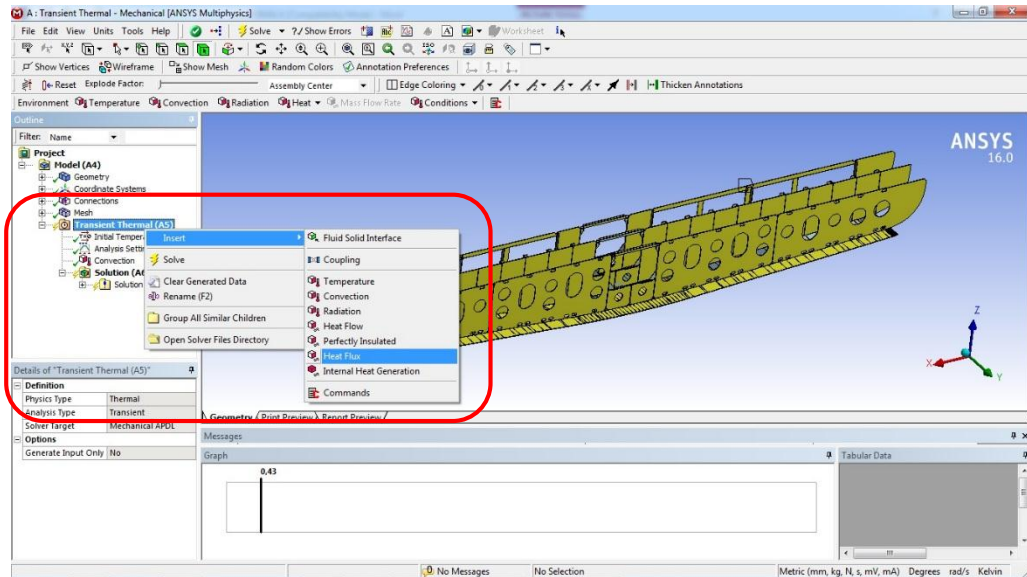 A : Transient Thermal - Mechanical [ANSYS Multiphysics]
File Edit View Units Tools Help Solve ?/ Show Errors A Worksheet
Show Vertices Wireframe Show Mesh Random Colors Annotation Preferences
Reset Explode Factor: Assembly Center Edge Coloring Thicken Annotations
Environment Temperature Convection Radiation Heat Mass Flow Rate Conditions
Outline
Filter: Name
Project
Model (A4)
Geometry
Coordinate Systems
Connections
Mesh
Transient Thermal (A5)
Initial Temper
Analysis Setti
Convection
Solution (A6
Solution
Insert
Solve
Clear Generated Data
Rename (F2)
Group All Similar Children
Open Solver Files Directory
Fluid Solid Interface
Coupling
Temperature
Convection
Radiation
Heat Flow
Perfectly Insulated
Heat Flux
Internal Heat Generation
Commands
ANSYS
16.0
Z
X
Y
Details of "Transient Thermal (A5)"
Definition
Physics Type Thermal
Analysis Type Transient
Solver Target Mechanical APDL
Options
Generate Input Only No
Geometry Print Preview Report Preview
Messages
Graph
Tabular Data
0,43
No Messages No Selection Metric (mm, kg, N, s, mV, mA) Degrees rad/s Kelvin